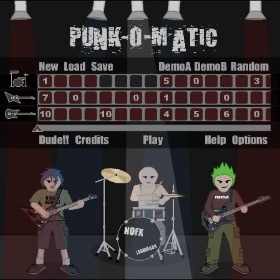 PUNK-O-MATIC
New Load Save DemoA DemoB Random
1 5 0 3
7 0 0 1 0
10 10 4 5 6 0
Dude!! Credits Play Help Options
NOFX